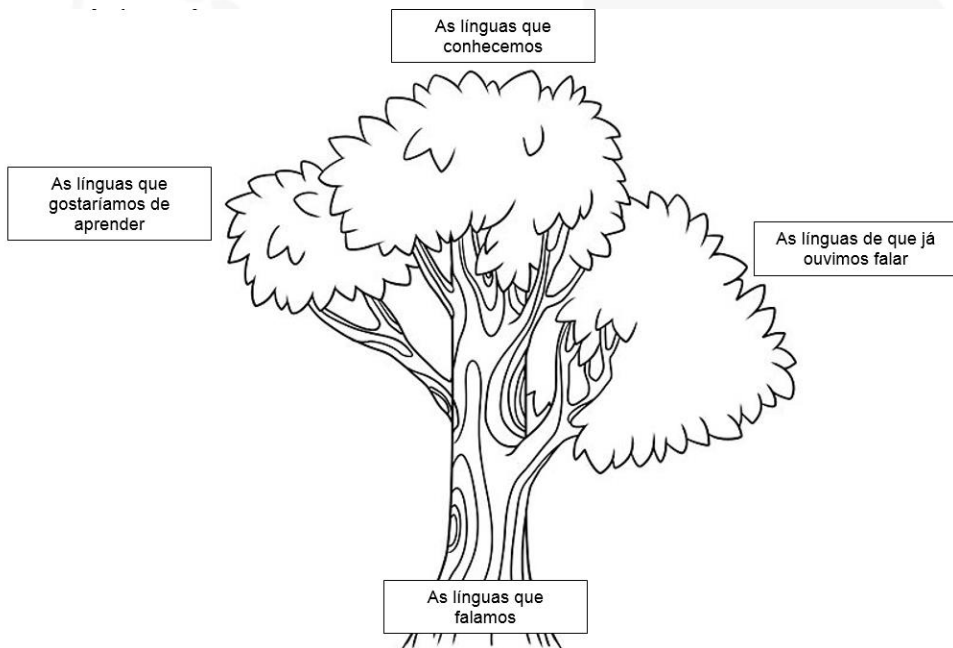 As línguas que
conhecemos
As línguas que
gostaríamos de
aprender
As línguas de que já
ouvimos falar
As línguas que
falamos